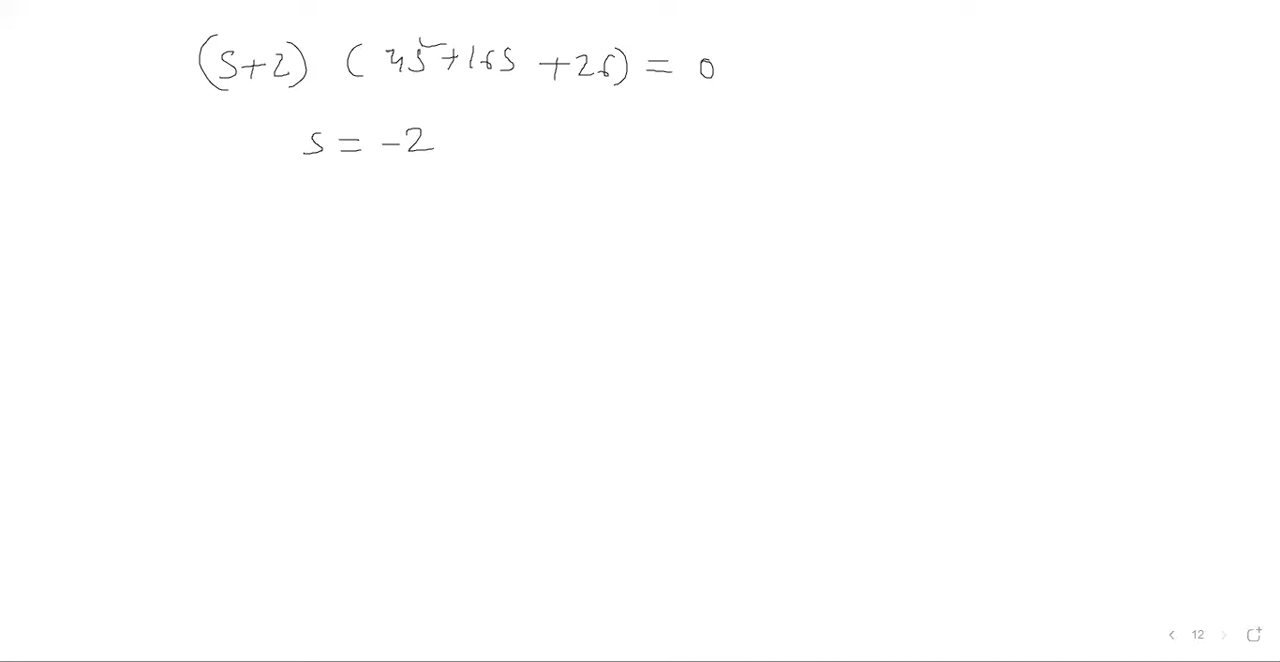 (s+2) (4s²+16s +26) = 0
s = -2
12